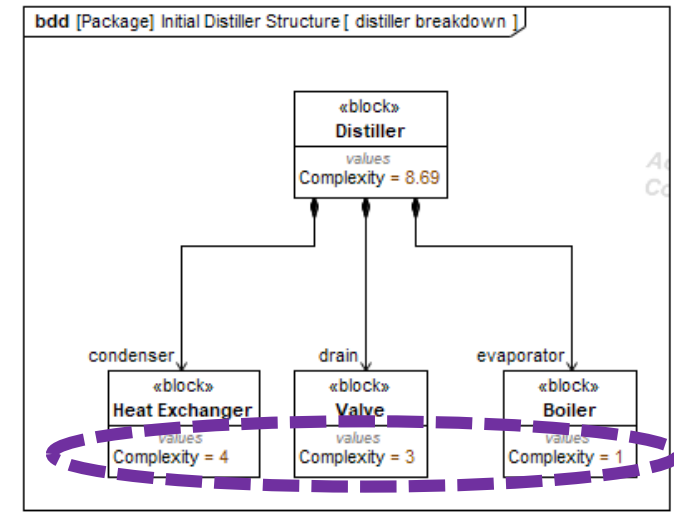 bdd [Package] Initial Distiller Structure [ distiller breakdown ]
«block»
Distiller
values
Complexity = 8.69
condenser
drain
evaporator
«block»
Heat Exchanger
values
Complexity = 4
«block»
Valve
values
Complexity = 3
«block»
Boiler
values
Complexity = 1